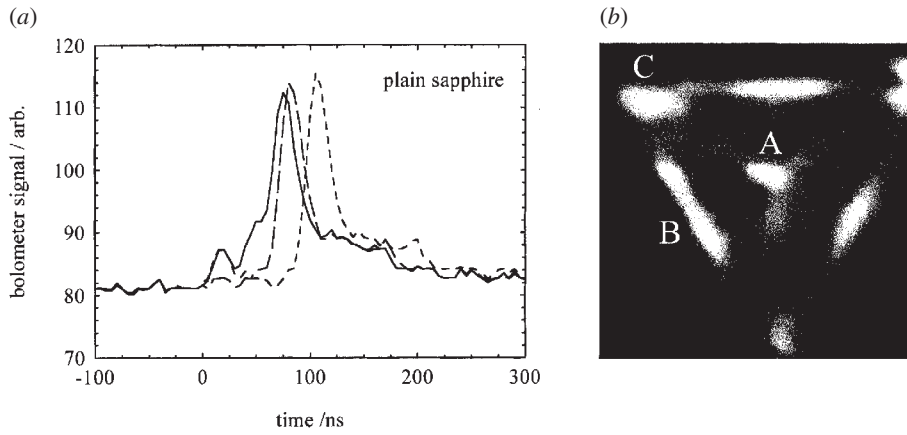 (a)
120
110
100
90
80
70
-100
0
100
200
300
bolometer signal / arb.
time /ns
plain sapphire
(b)
C
A
B